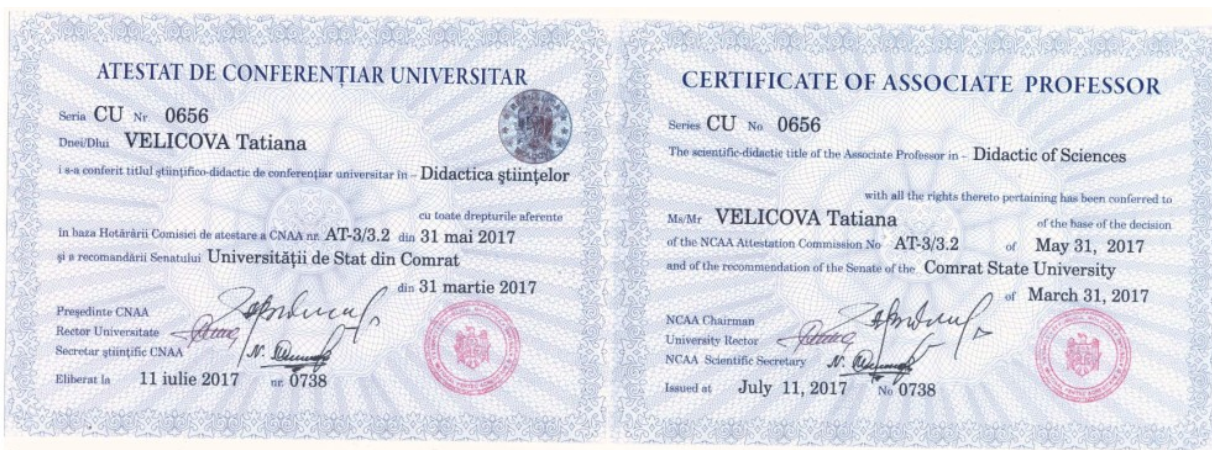 ATESTAT DE CONFERENȚIAR UNIVERSITAR
Seria CU Nr 0656
Dnei/Dlui VELICOVA Tatiana
i s-a conferit titlul științifico-didactic de conferențiar universitar în – Didactica științelor
cu toate drepturile aferente
în baza Hotărârii Comisiei de atestare a CNAA nr. AT-3/3.2 din 31 mai 2017
și a recomandării Senatului Universității de Stat din Comrat
din 31 martie 2017
Președinte CNAA
Rector Universitate
Secretar științific CNAA
Eliberat la 11 iulie 2017 nr. 0738
CERTIFICATE OF ASSOCIATE PROFESSOR
Series CU No 0656
The scientific-didactic title of the Associate Professor in – Didactic of Sciences
with all the rights thereto pertaining has been conferred to
Ms/Mr VELICOVA Tatiana of the base of the decision
of the NCAA Attestation Commission No AT-3/3.2 of May 31, 2017
and of the recommendation of the Senate of the Comrat State University
of March 31, 2017
NCAA Chairman
University Rector
NCAA Scientific Secretary
Issued at July 11, 2017 No 0738